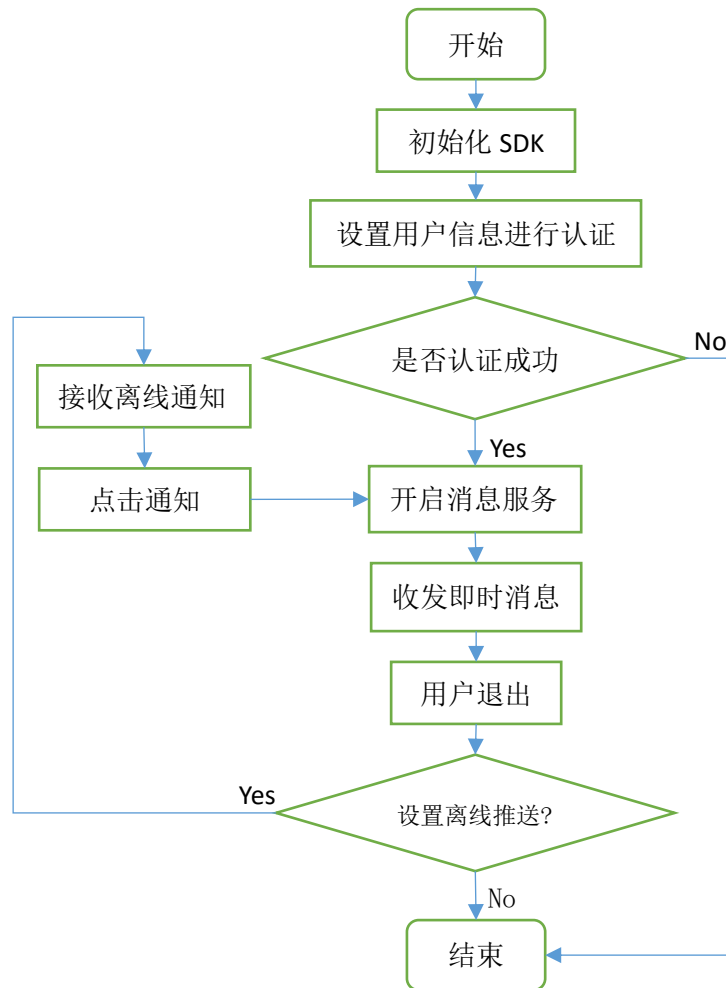 开始
初始化 SDK
设置用户信息进行认证
是否认证成功
No
接收离线通知
Yes
点击通知
开启消息服务
收发即时消息
用户退出
Yes
设置离线推送?
No
结束